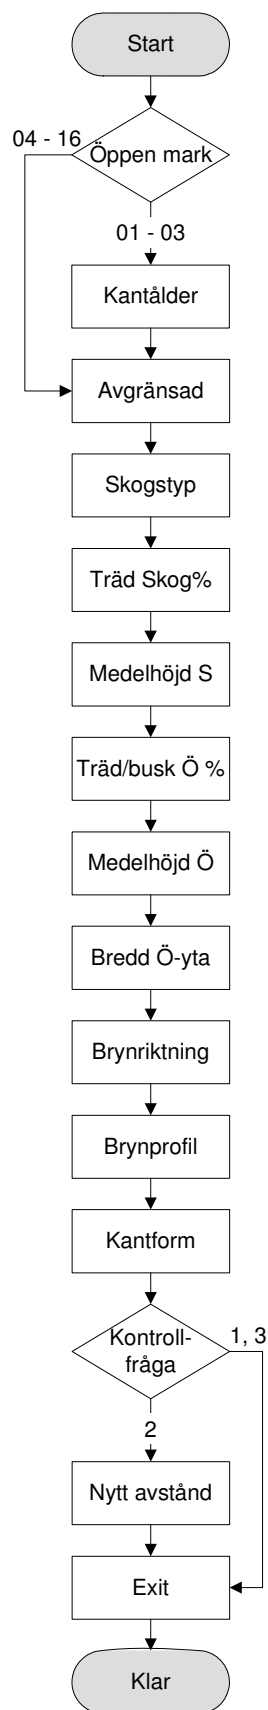 Start
04 - 16
Öppen mark
01 - 03
Kantålder
Avgränsad
Skogstyp
Träd Skog%
Medelhöjd S
Träd/busk Ö %
Medelhöjd Ö
Bredd Ö-yta
Brynriktning
Brynprofil
Kantform
Kontroll-
fråga
1, 3
2
Nytt avstånd
Exit
Klar